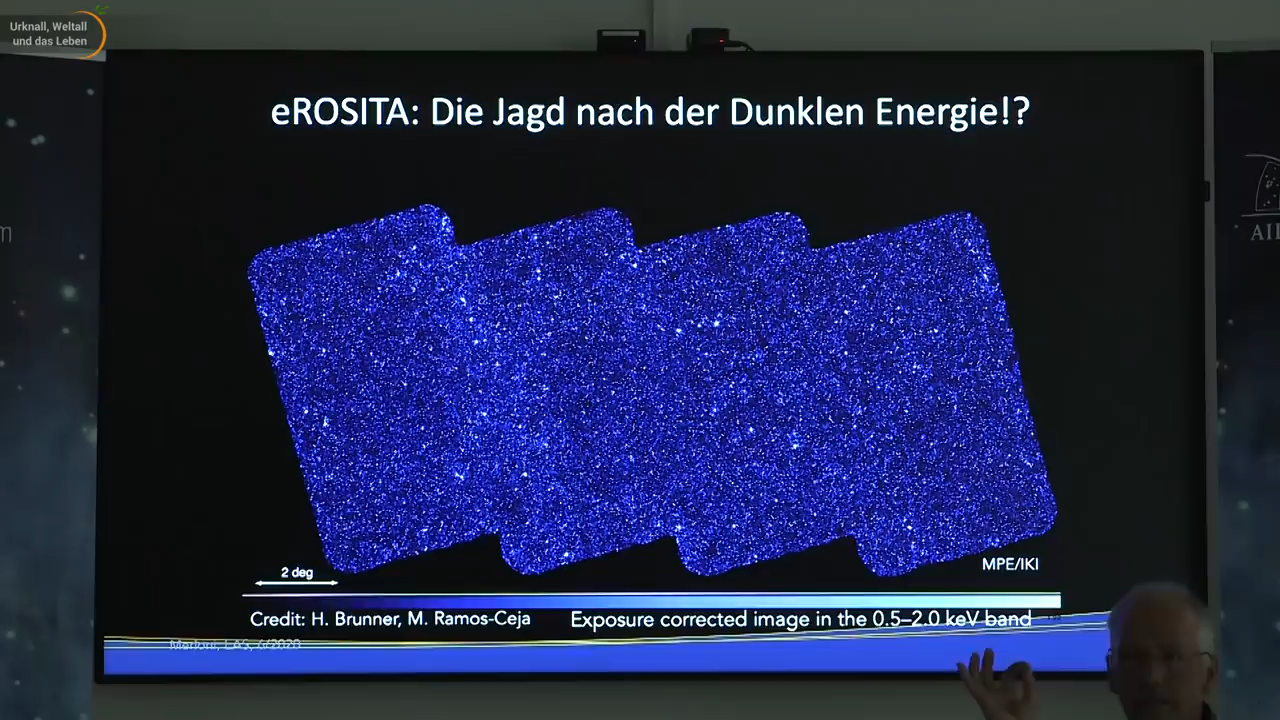 Urknall, Weltall
und das Leben
eROSITA: Die Jagd nach der Dunklen Energie!?
m
AI
2 deg
MPE/IKI
Credit: H. Brunner, M. Ramos-Ceja
Exposure corrected image in the 0.5–2.0 keV band